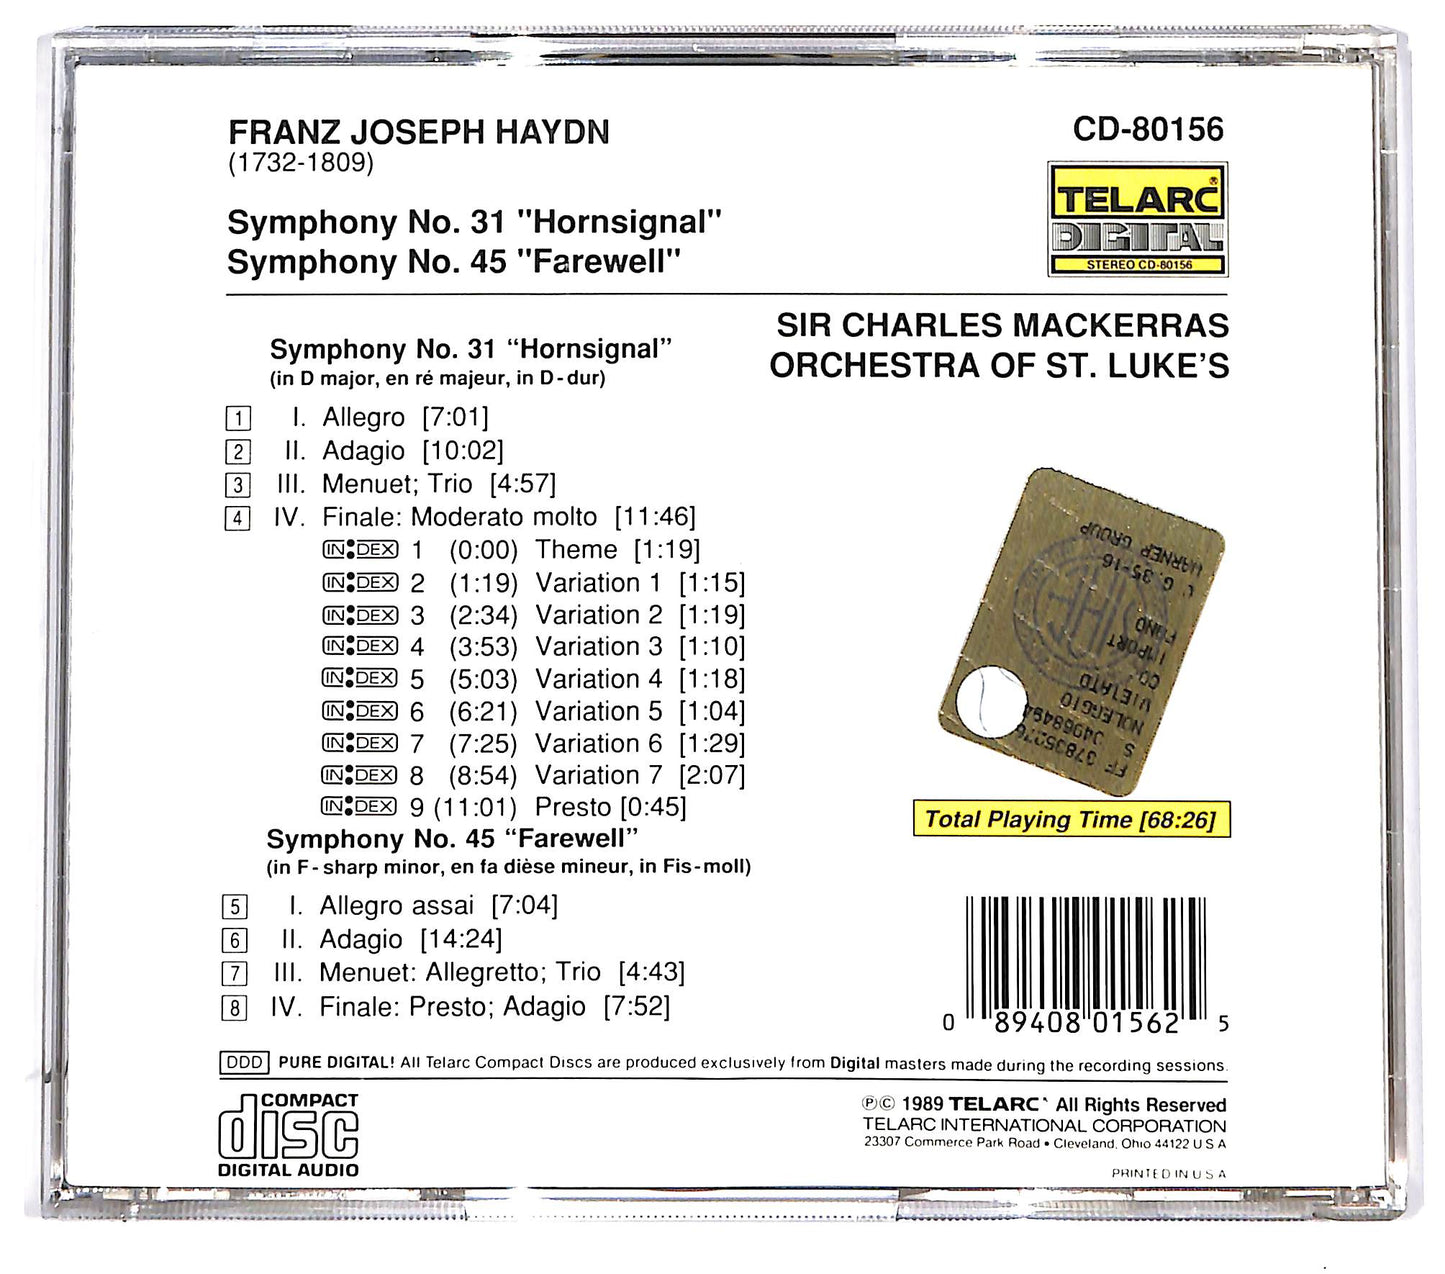 FRANZ JOSEPH HAYDN
(1732-1809)
CD-80156
TELARC®
DIGITAL
STEREO CD-80156
Symphony No. 31 "Hornsignal"
Symphony No. 45 "Farewell"
SIR CHARLES MACKERRAS
ORCHESTRA OF ST. LUKE'S
Symphony No. 31 “Hornsignal”
(in D major, en ré majeur, in D-dur)
1 I. Allegro [7:01]
2 II. Adagio [10:02]
3 III. Menuet; Trio [4:57]
4 IV. Finale: Moderato molto [11:46]
INDEX 1 (0:00) Theme [1:19]
INDEX 2 (1:19) Variation 1 [1:15]
INDEX 3 (2:34) Variation 2 [1:19]
INDEX 4 (3:53) Variation 3 [1:10]
INDEX 5 (5:03) Variation 4 [1:18]
INDEX 6 (6:21) Variation 5 [1:04]
INDEX 7 (7:25) Variation 6 [1:29]
INDEX 8 (8:54) Variation 7 [2:07]
INDEX 9 (11:01) Presto [0:45]
Symphony No. 45 “Farewell”
(in F-sharp minor, en fa dièse mineur, in Fis-moll)
5 I. Allegro assai [7:04]
6 II. Adagio [14:24]
7 III. Menuet: Allegretto; Trio [4:43]
8 IV. Finale: Presto; Adagio [7:52]
NOLEGGIO
VIETATO
IMPORT
FONO
WARNER GROUP
Total Playing Time [68:26]
0 89408 01562 5
DDD PURE DIGITAL! All Telarc Compact Discs are produced exclusively from Digital masters made during the recording sessions.
COMPACT
disc
DIGITAL AUDIO
℗© 1989 TELARC All Rights Reserved
TELARC INTERNATIONAL CORPORATION
23307 Commerce Park Road • Cleveland, Ohio 44122 U S A
PRINTED IN U S A